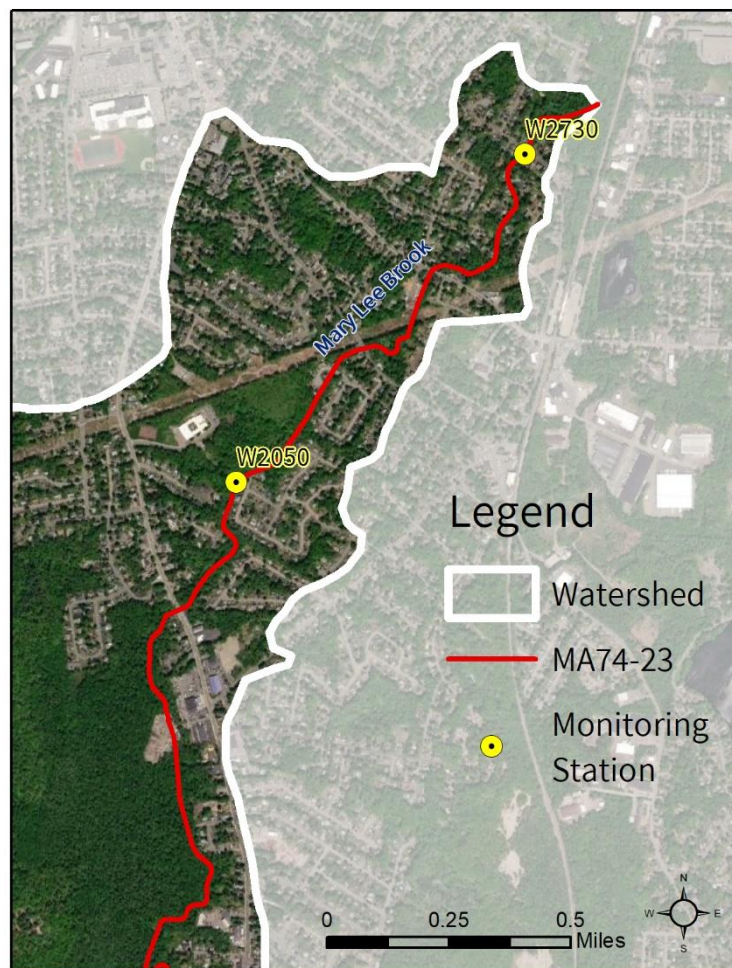 W2730
Mary Lee Brook
W2050
Legend
Watershed
MA74-23
Monitoring
Station
N
W
E
S
0
0.25
0.5
Miles